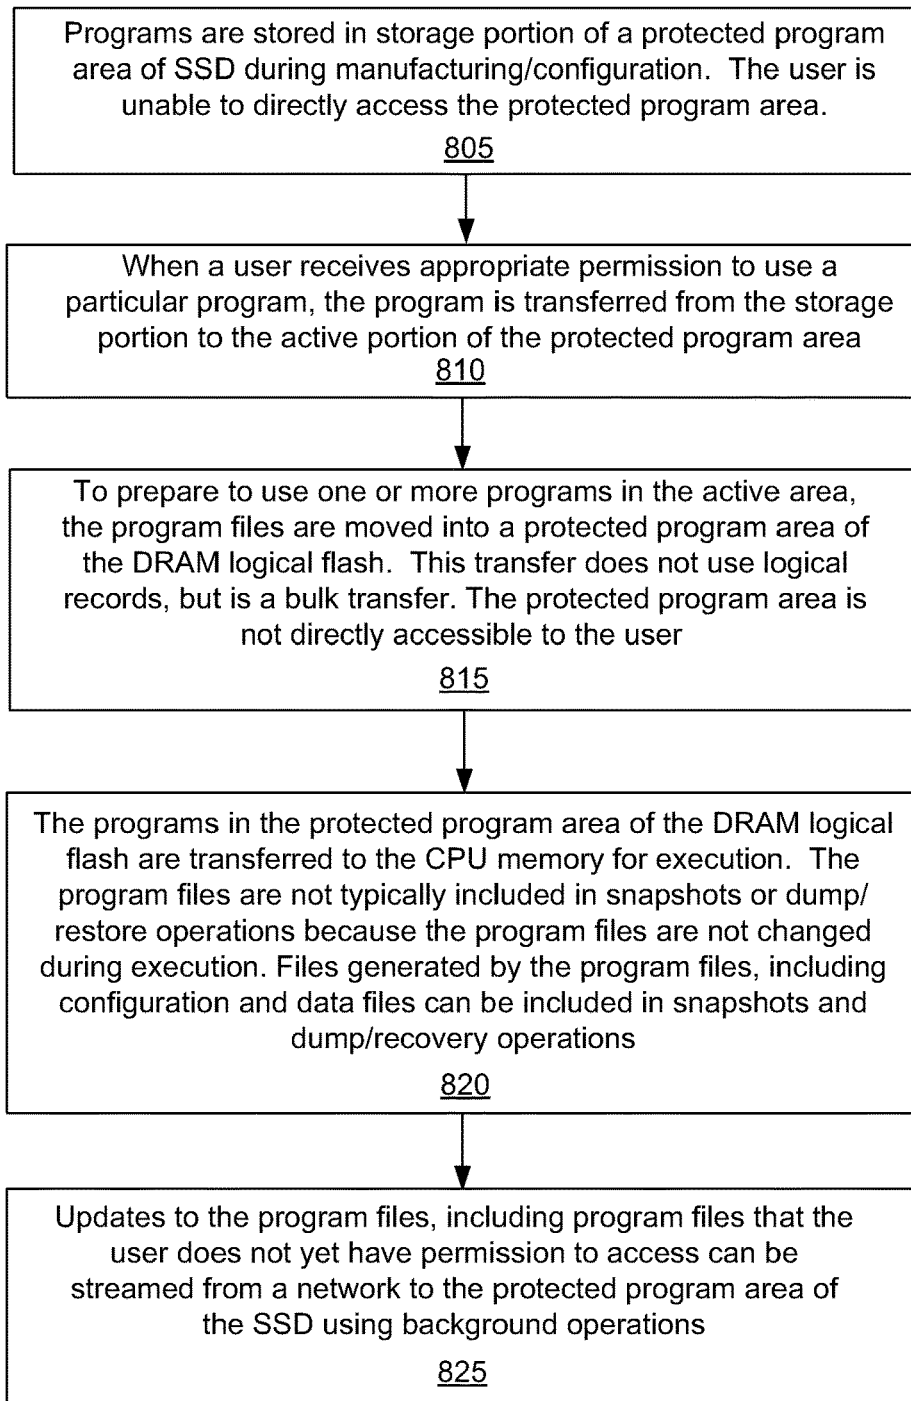 Programs are stored in storage portion of a protected program
area of SSD during manufacturing/configuration. The user is
unable to directly access the protected program area.
805
When a user receives appropriate permission to use a
particular program, the program is transferred from the storage
portion to the active portion of the protected program area
810
To prepare to use one or more programs in the active area,
the program files are moved into a protected program area of
the DRAM logical flash. This transfer does not use logical
records, but is a bulk transfer. The protected program area is
not directly accessible to the user
815
The programs in the protected program area of the DRAM logical
flash are transferred to the CPU memory for execution. The
program files are not typically included in snapshots or dump/
restore operations because the program files are not changed
during execution. Files generated by the program files, including
configuration and data files can be included in snapshots and
dump/recovery operations
820
Updates to the program files, including program files that the
user does not yet have permission to access can be
streamed from a network to the protected program area of
the SSD using background operations
825